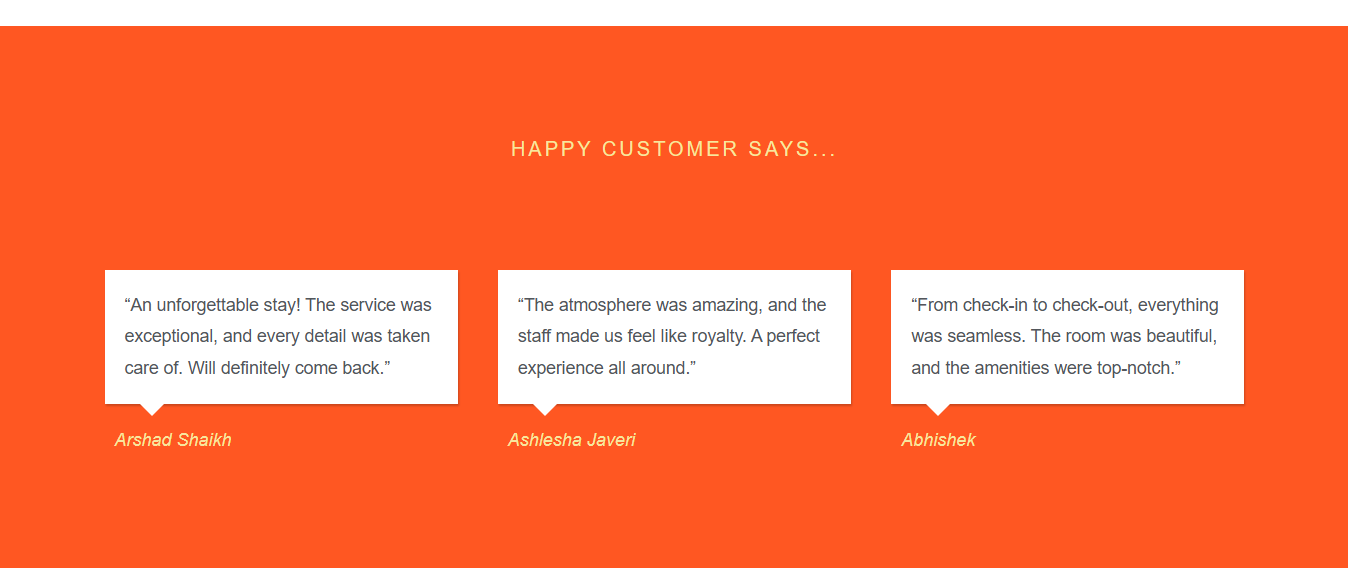 HAPPY CUSTOMER SAYS...
“An unforgettable stay! The service was
exceptional, and every detail was taken
care of. Will definitely come back.”
Arshad Shaikh
“The atmosphere was amazing, and the
staff made us feel like royalty. A perfect
experience all around.”
Ashlesha Javeri
“From check-in to check-out, everything
was seamless. The room was beautiful,
and the amenities were top-notch.”
Abhishek